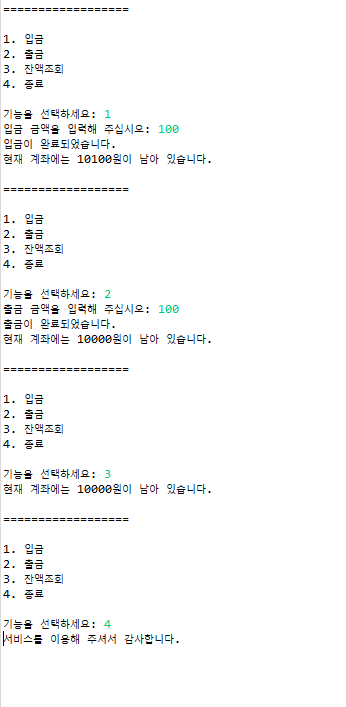 ==================
1. 입금
2. 출금
3. 잔액조회
4. 종료
기능을 선택하세요: 1
입금 금액을 입력해 주십시요: 100
입금이 완료되었습니다.
현재 계좌에는 10100원이 남아 있습니다.
==================
1. 입금
2. 출금
3. 잔액조회
4. 종료
기능을 선택하세요: 2
출금 금액을 입력해 주십시요: 100
출금이 완료되었습니다.
현재 계좌에는 10000원이 남아 있습니다.
==================
1. 입금
2. 출금
3. 잔액조회
4. 종료
기능을 선택하세요: 3
현재 계좌에는 10000원이 남아 있습니다.
==================
1. 입금
2. 출금
3. 잔액조회
4. 종료
기능을 선택하세요: 4
서비스를 이용해 주셔서 감사합니다.